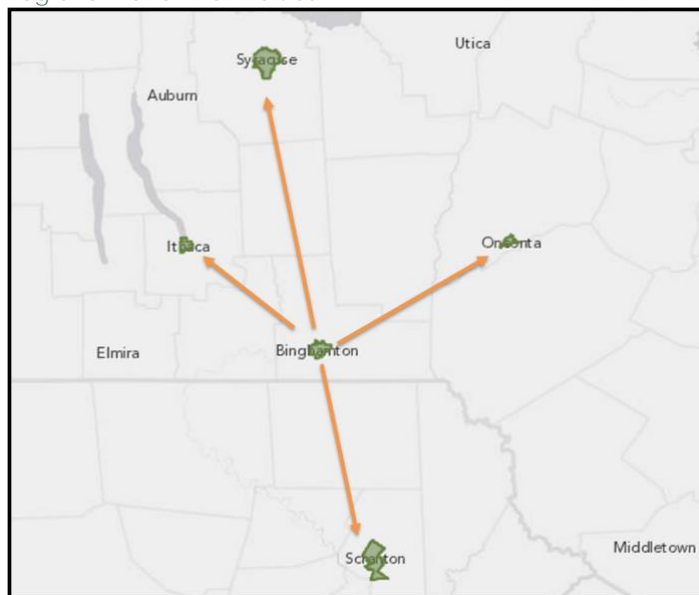 Utica
Syracuse
Auburn
Ithaca
Oneonta
Binghamton
Elmira
Middletown
Scranton